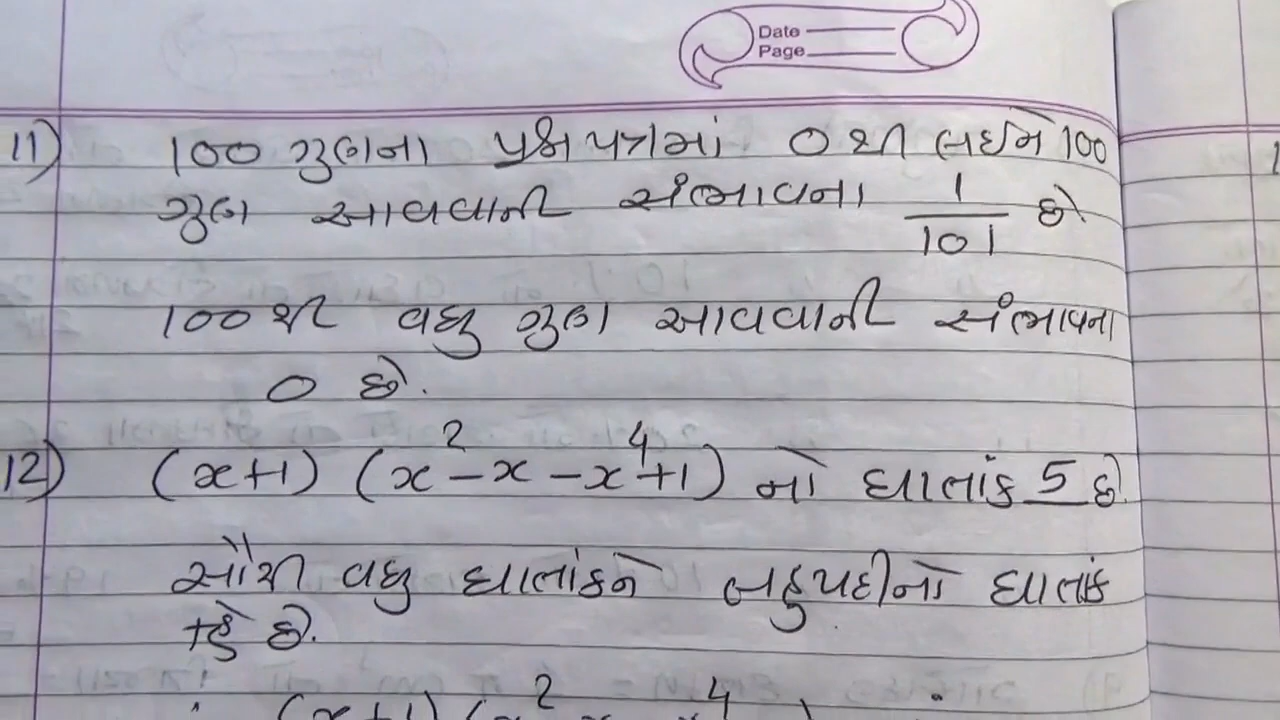 Date
Page
11) 100 ગુણના પ્રશ્નપત્રમાં 0 થી લઈને 100
ગુણ આવવાની સંભાવના 1/101 છે
100 થી વધુ ગુણ આવવાની સંભાવના
0 છે.
12) (x+1) (x² - x - x⁴+1) નો ઘાતાંક 5 છે.
સૌથી વધુ ઘાતાંકને બહુપદીનો ઘાતાંક
કહે છે.